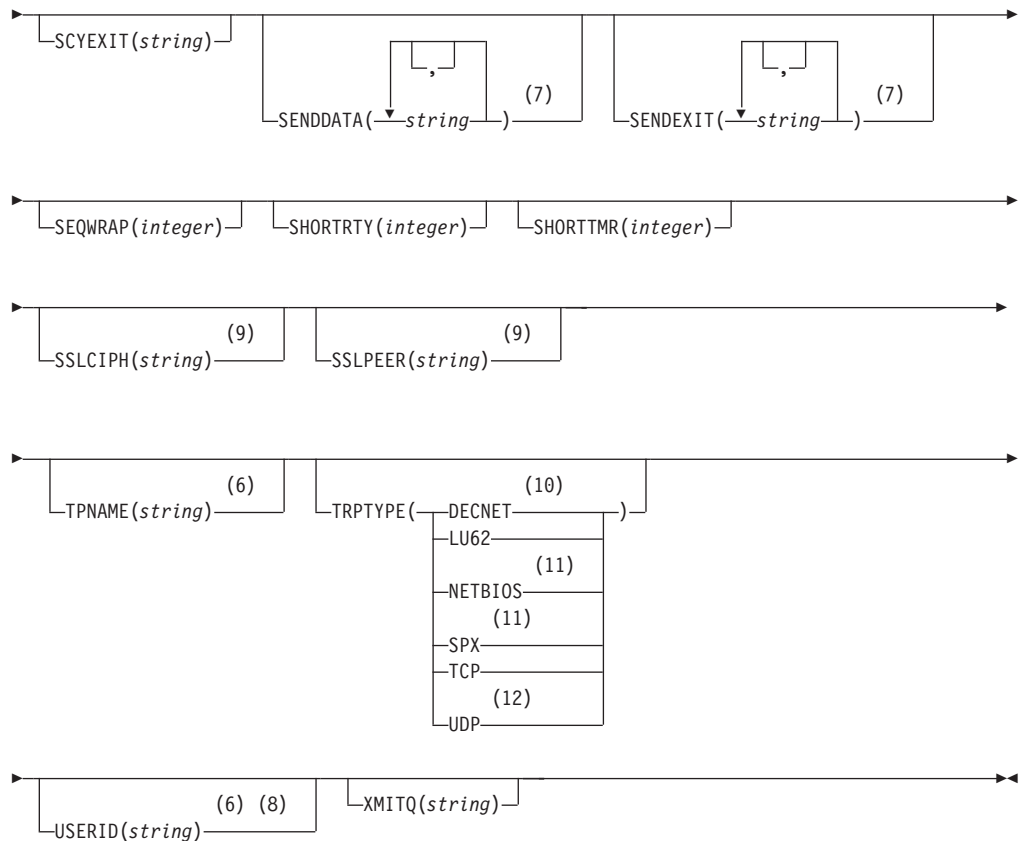 SCYEXIT(string)
, ,
(7) (7)
SENDDATA( string ) SENDEXIT( string )
SEQWRAP(integer) SHORTRTY(integer) SHORTTMR(integer)
(9) (9)
SSLCIPH(string) SSLPEER(string)
(6) (10)
TPNAME(string) TRPTYPE( DECNET )
LU62
(11)
NETBIOS
(11)
SPX
TCP
(12)
UDP
(6) (8) XMITQ(string)
USERID(string)